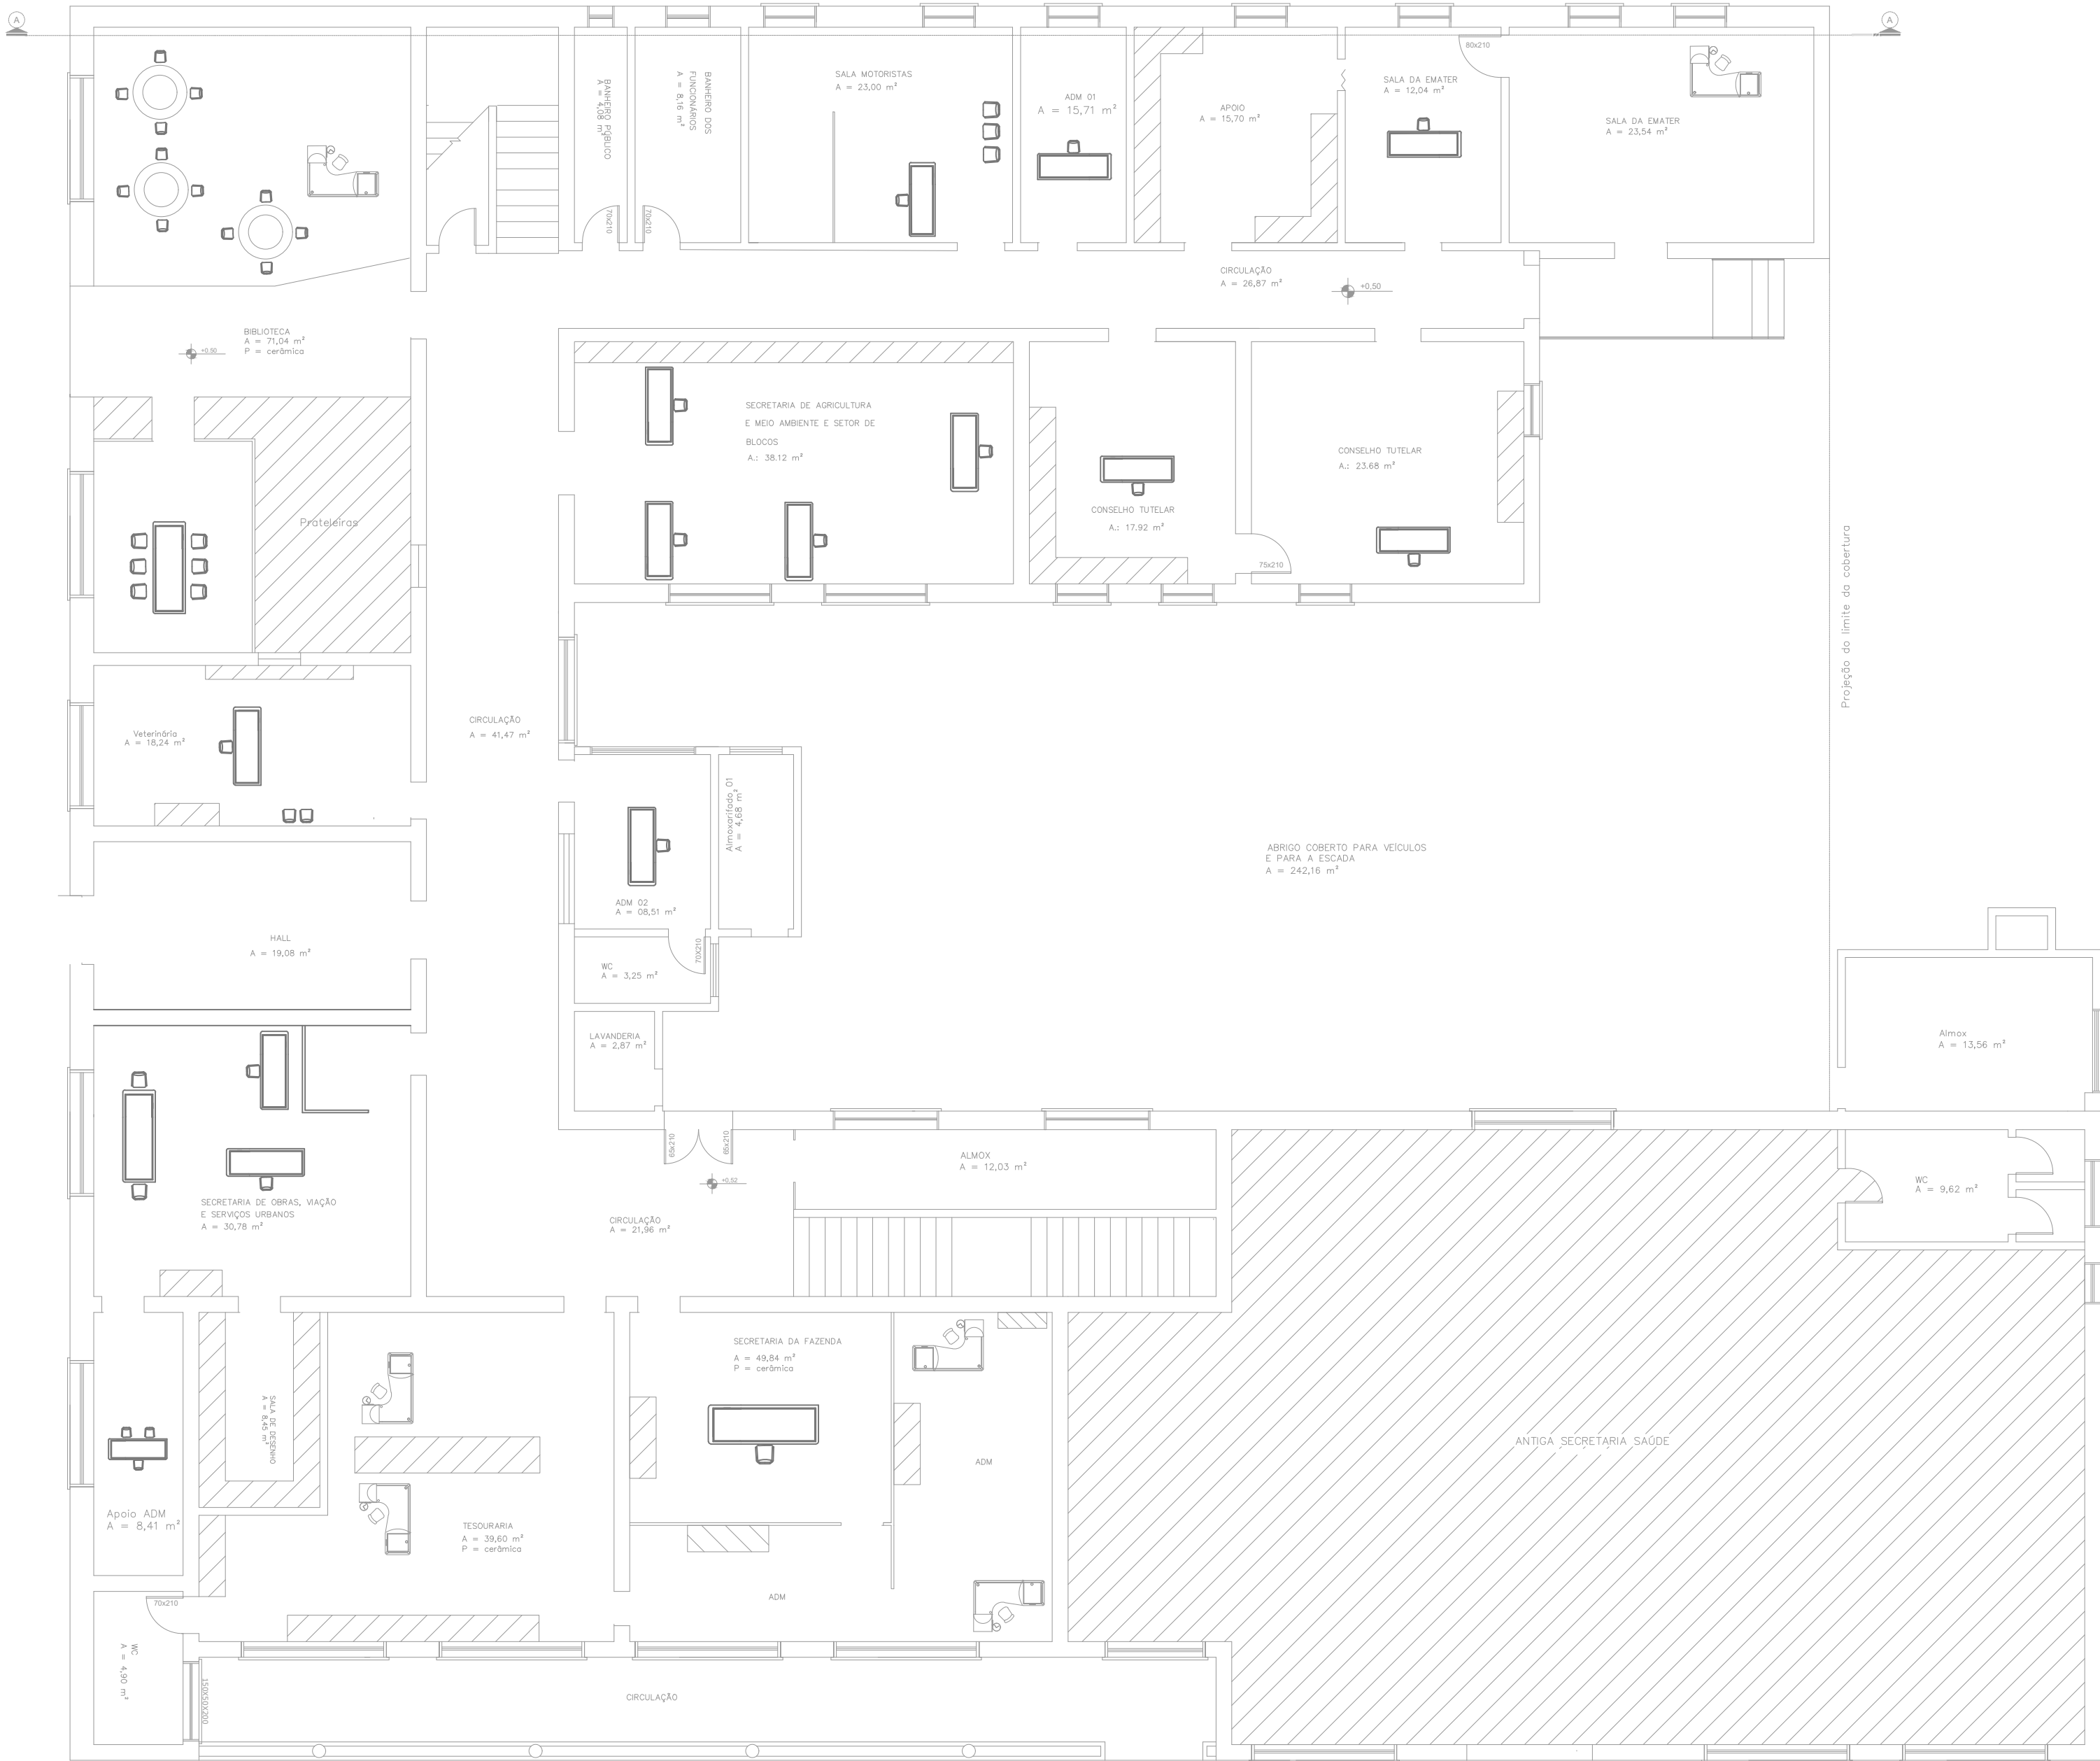 A
A
80x210
SALA MOTORISTAS
A = 23,00 m²
SALA DA EMATER
A = 12,04 m²
ADM 01
A = 15,71 m²
APOIO
A = 15,70 m²
SALA DA EMATER
A = 23,54 m²
BANHEIRO PÚBLICO
A = 4,08 m²
BANHEIRO DOS
FUNCIONÁRIOS
A = 8,16 m²
70x210
70x210
CIRCULAÇÃO
A = 26,87 m²
+0,50
BIBLIOTECA
A = 71,04 m²
P = cerâmica
+0,50
SECRETARIA DE AGRICULTURA
E MEIO AMBIENTE E SETOR DE
BLOCOS
A.: 38.12 m²
CONSELHO TUTELAR
A.: 23.68 m²
CONSELHO TUTELAR
A.: 17.92 m²
Prateleiras
75x210
Projeção do limite da cobertura
CIRCULAÇÃO
A = 41,47 m²
Veterinária
A = 18,24 m²
Almoxarifado 01
A = 4,68 m²
ABRIGO COBERTO PARA VEÍCULOS
E PARA A ESCADA
A = 242,16 m²
ADM 02
A = 08,51 m²
HALL
A = 19,08 m²
70X210
WC
A = 3,25 m²
LAVANDERIA
A = 2,87 m²
Almox
A = 13,56 m²
65x210
65x210
ALMOX
A = 12,03 m²
+0,52
WC
A = 9,62 m²
SECRETARIA DE OBRAS, VIAÇÃO
E SERVIÇOS URBANOS
A = 30,78 m²
CIRCULAÇÃO
A = 21,96 m²
SECRETARIA DA FAZENDA
A = 49,84 m²
P = cerâmica
SALA DE DESENHO
A = 8,45 m²
ANTIGA SECRETARIA SAÚDE
ADM
Apoio ADM
A = 8,41 m²
TESOURARIA
A = 39,60 m²
P = cerâmica
ADM
70x210
WC
A = 4,90 m²
150X50X200
CIRCULAÇÃO